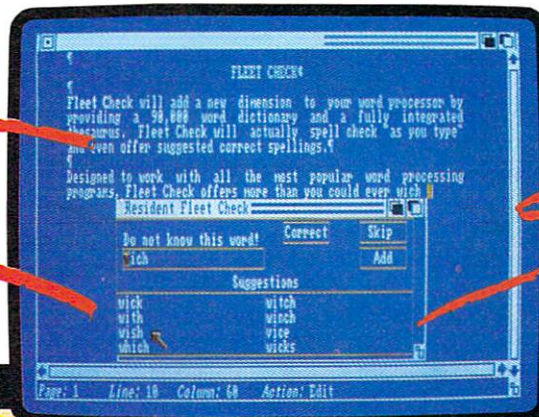 ¶
FLEET CHECK¶
¶
Fleet Check will add a new dimension to your word processor by
providing a 90,000 word dictionary and a fully integrated
thesaurus. Fleet Check will actually spell check "as you type"
and even offer suggested correct spellings.¶
¶
Designed to work with all the most popular word processing
programs, Fleet Check offers more than you could ever wich
Resident Fleet Check
Do not know this word! Correct Skip
wich Add
Suggestions
wick witch
with winch
wish vice
which wicks
Page: 1 Line: 10 Column: 60 Action: Edit